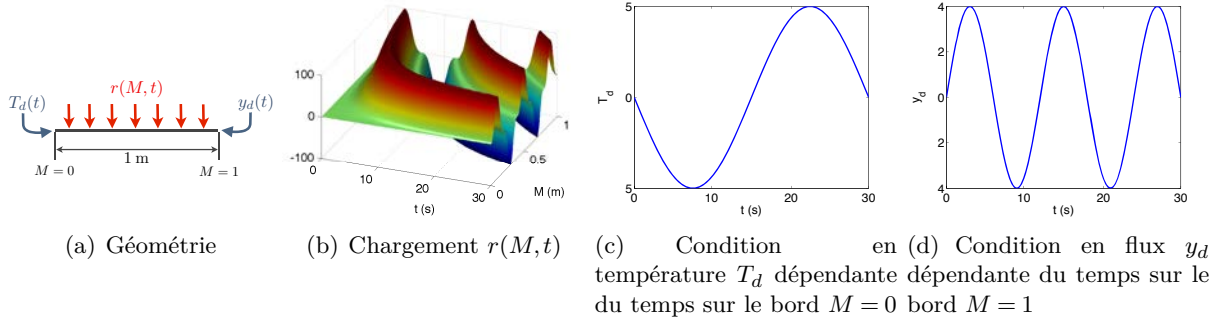 T_d(t)
r(M, t)
y_d(t)
1 m
M = 0
M = 1
(a) Géométrie
100
0
-100
0
10
20
30
t (s)
0
0.5
1
M (m)
(b) Chargement r(M, t)
5
0
5
T_d
0
10
20
30
t (s)
(c) Condition en
température T_d dépendante
du temps sur le bord M = 0
4
2
0
2
4
y_d
0
10
20
30
t (s)
(d) Condition en flux y_d
dépendante du temps sur le
bord M = 1